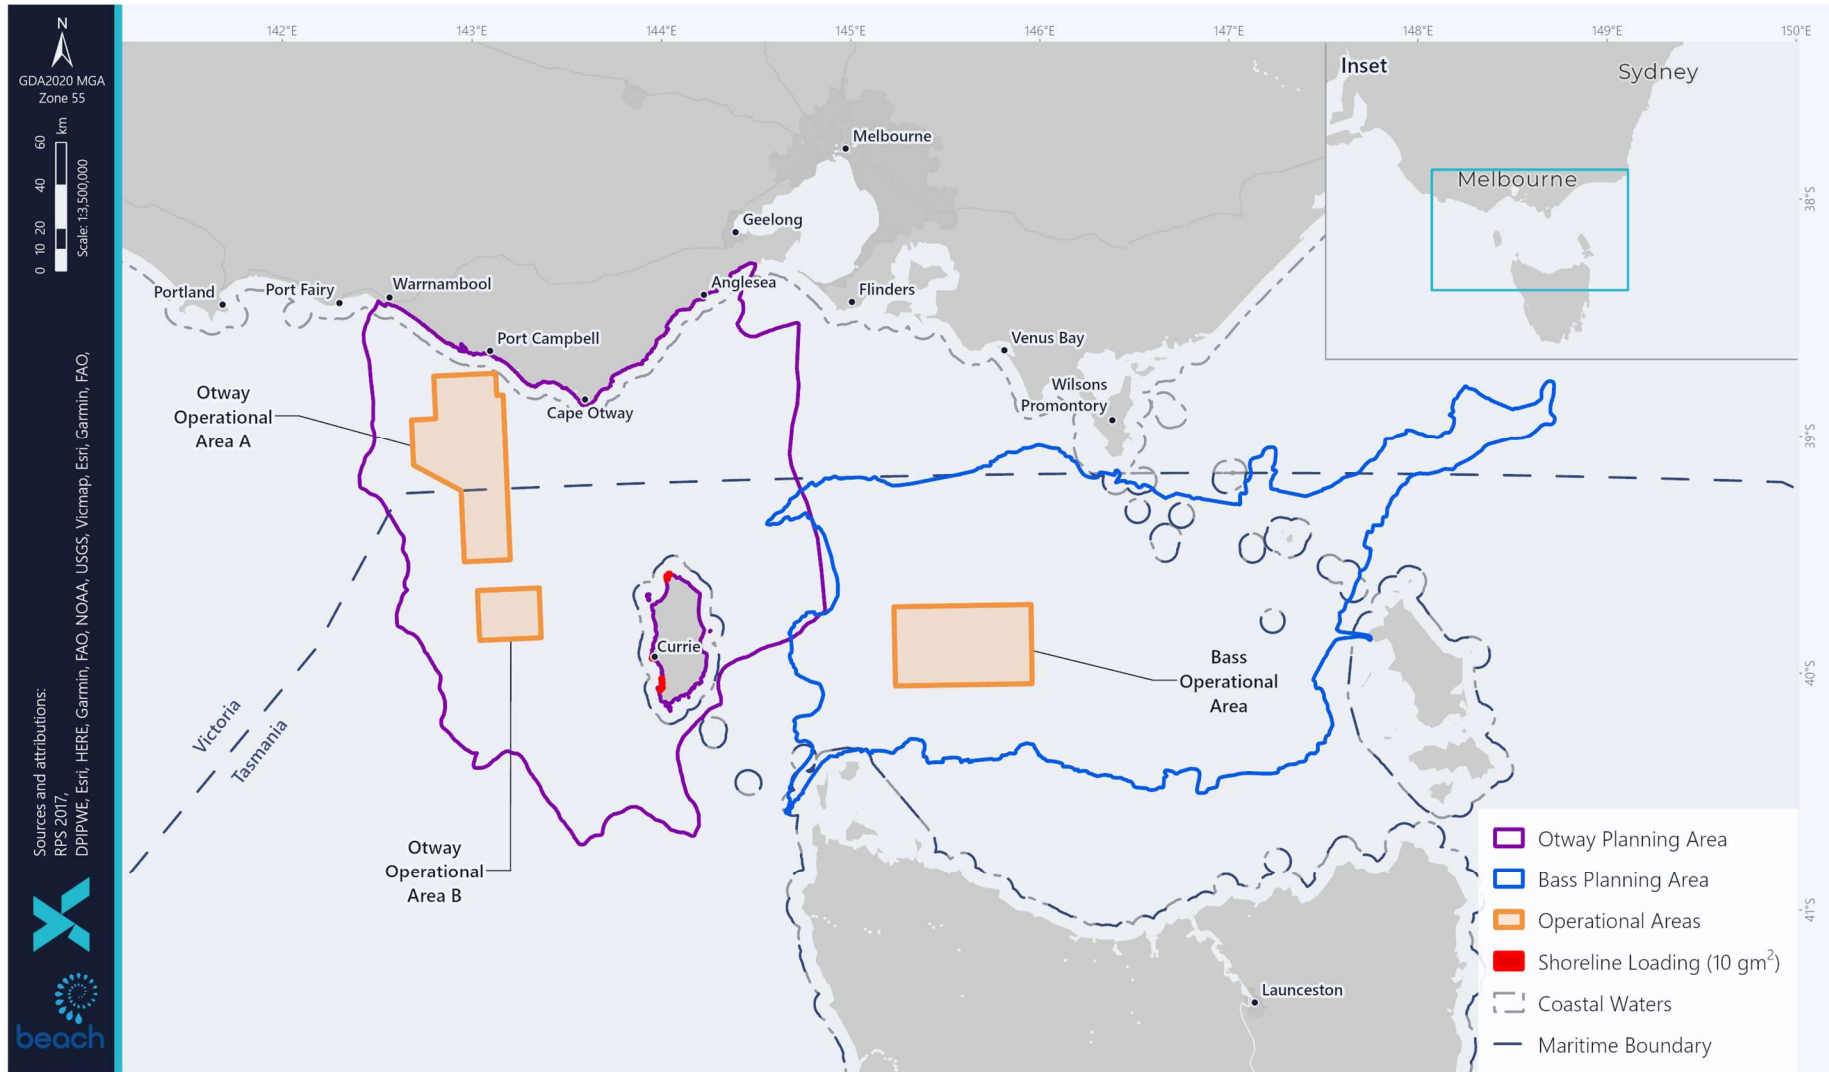 N
GDA2020 MGA
Zone 55
0 10 20 40 60 km
Scale: 1:3,500,000
Sources and attributions:
RPS 2017,
DPIPWE, Esri, HERE, Garmin, FAO, NOAA, USGS, Vicmap, Esri, Garmin, FAO,
beach
142°E 143°E 144°E 145°E 146°E 147°E 148°E 149°E 150°E
38°S
39°S
40°S
41°S
Inset
Sydney
Melbourne
Melbourne
Geelong
Anglesea
Flinders
Portland
Port Fairy
Warrnambool
Port Campbell
Cape Otway
Venus Bay
Wilsons
Promontory
Otway
Operational
Area A
Currie
Bass
Operational
Area
Victoria
Tasmania
Otway
Operational
Area B
Launceston
Otway Planning Area
Bass Planning Area
Operational Areas
Shoreline Loading (10 gm²)
Coastal Waters
Maritime Boundary